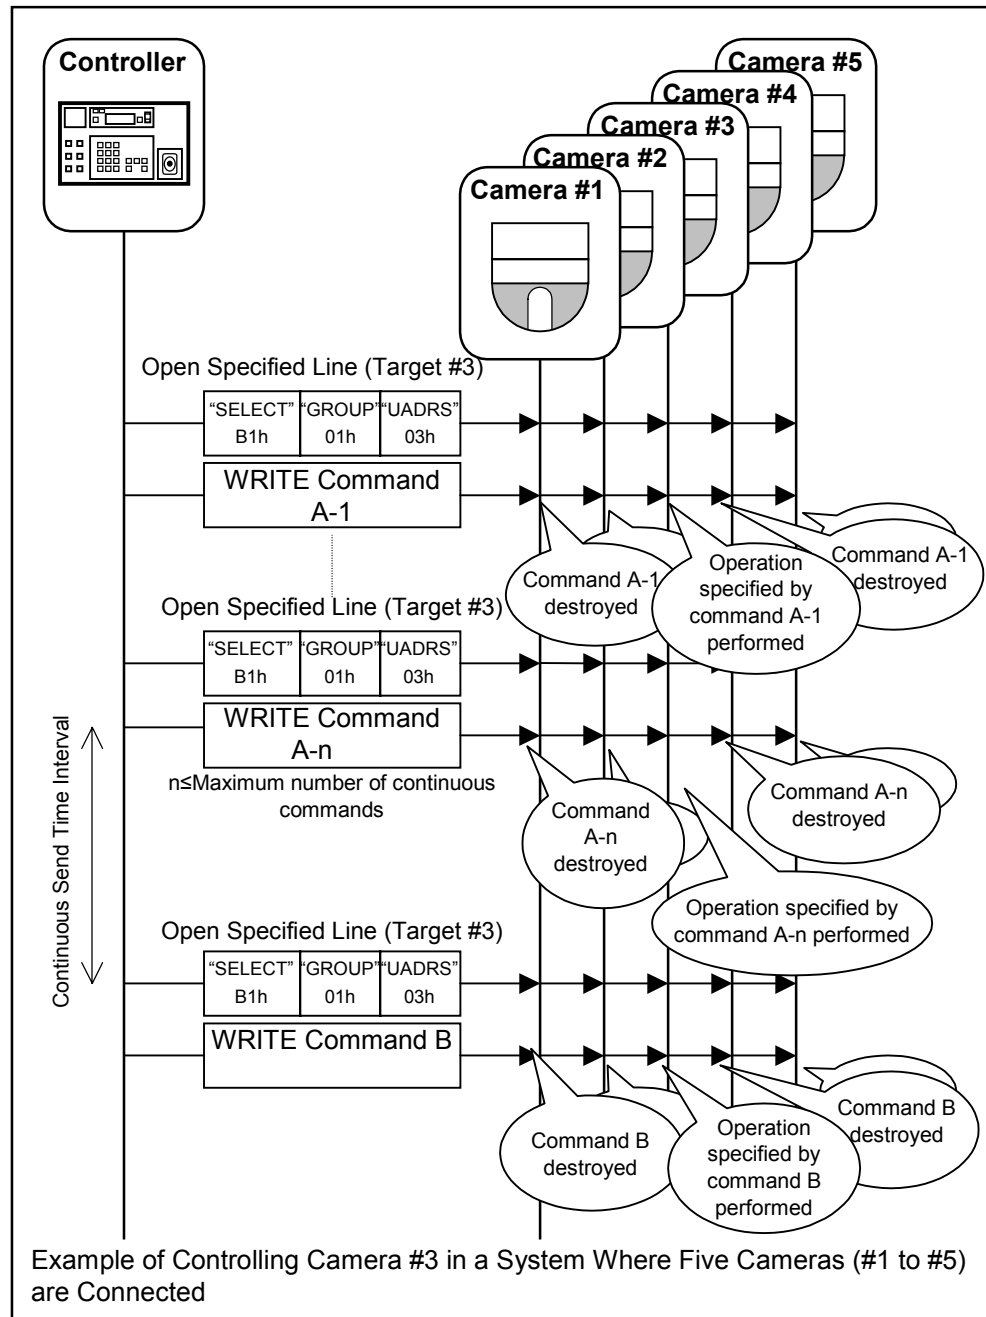 Controller
Camera #5
Camera #4
Camera #3
Camera #2
Camera #1
Open Specified Line (Target #3)
“SELECT” “GROUP” “UADRS”
B1h 01h 03h
WRITE Command
A-1
Command A-1
destroyed
Operation
specified by
command A-1
performed
Command A-1
destroyed
Open Specified Line (Target #3)
“SELECT” “GROUP” “UADRS”
B1h 01h 03h
WRITE Command
A-n
n≤Maximum number of continuous
commands
Continuous Send Time Interval
Command
A-n
destroyed
Command A-n
destroyed
Operation specified by
command A-n performed
Open Specified Line (Target #3)
“SELECT” “GROUP” “UADRS”
B1h 01h 03h
WRITE Command B
Command B
destroyed
Operation
specified by
command B
performed
Command B
destroyed
Example of Controlling Camera #3 in a System Where Five Cameras (#1 to #5)
are Connected